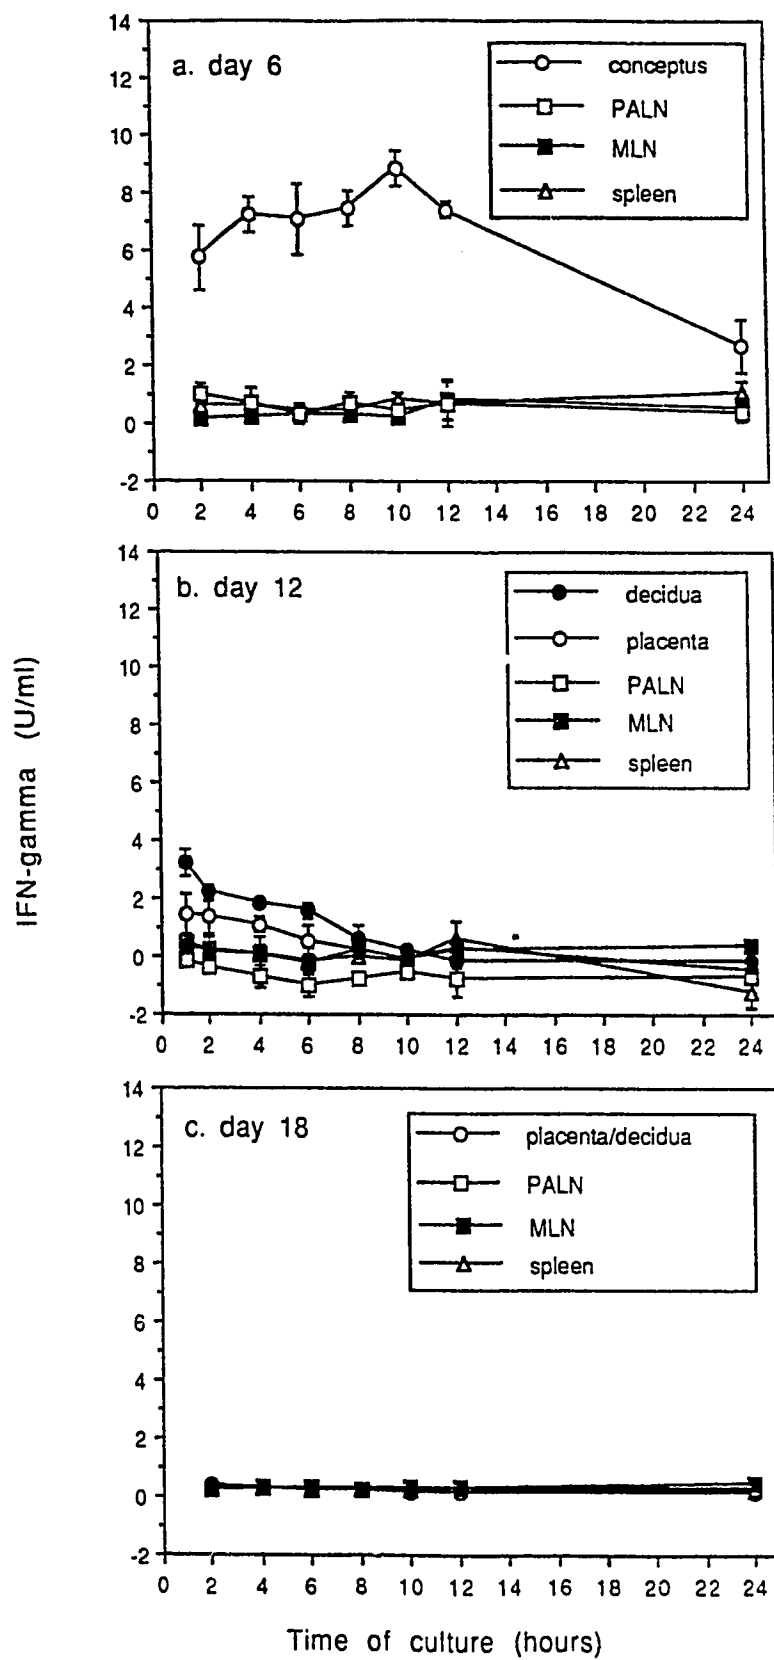 IFN-gamma (U/ml)
a. day 6
conceptus
PALN
MLN
spleen
14
12
10
8
6
4
2
0
-2
0 2 4 6 8 10 12 14 16 18 20 22 24
b. day 12
decidua
placenta
PALN
MLN
spleen
14
12
10
8
6
4
2
0
-2
0 2 4 6 8 10 12 14 16 18 20 22 24
c. day 18
placenta/decidua
PALN
MLN
spleen
14
12
10
8
6
4
2
0
-2
0 2 4 6 8 10 12 14 16 18 20 22 24
Time of culture (hours)